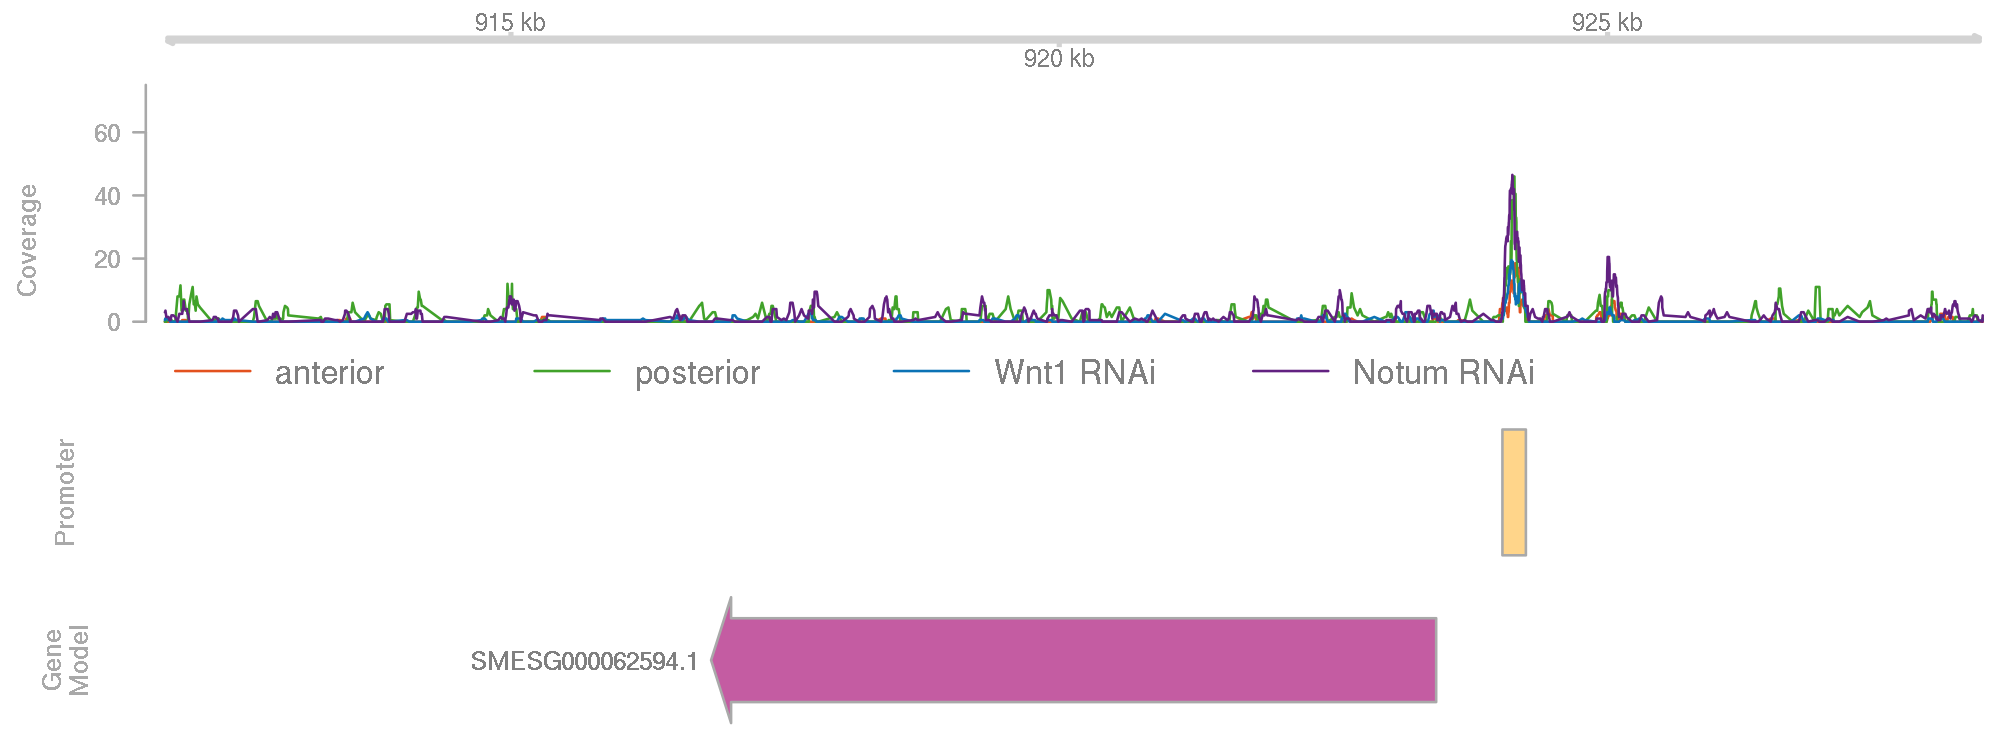 915 kb
925 kb
920 kb
60
40
20
0
Coverage
anterior
posterior
Wnt1 RNAi
Notum RNAi
Promoter
SMESG000062594.1
Gene
Model